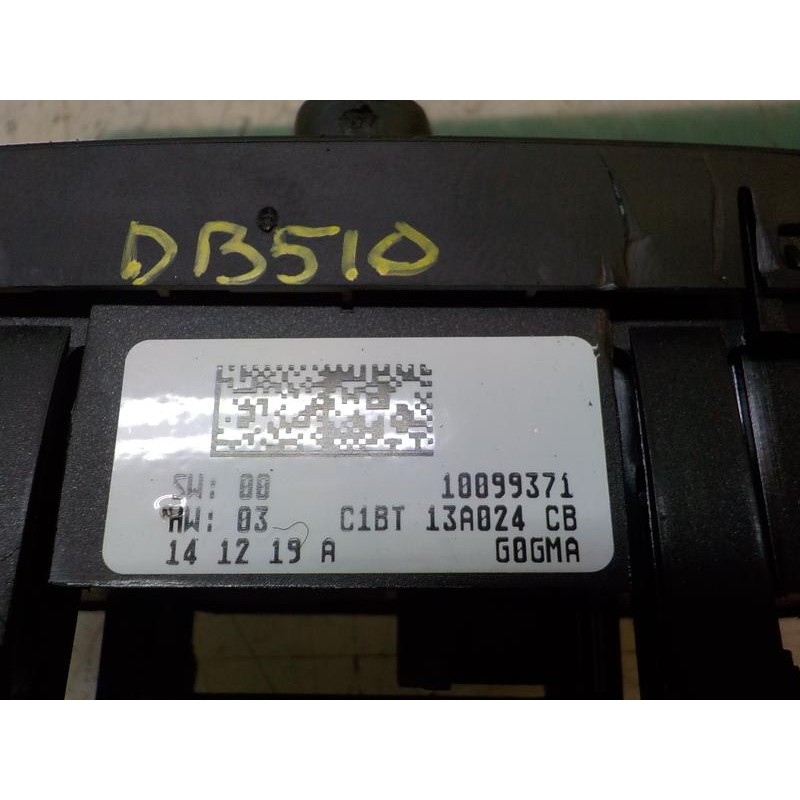 DB510
SW: 00 10099371
HW: 03 C1BT 13A024 CB
14 12 19 A G0GMA